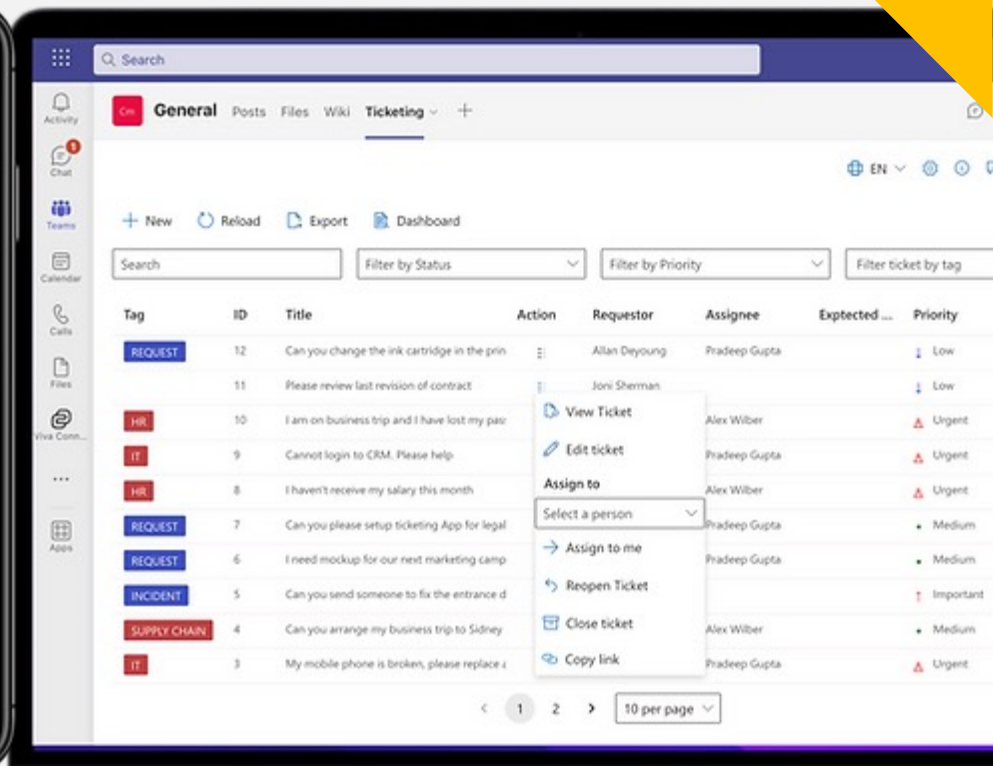 Search
Activity
Chat
1
Teams
Calendar
Calls
Files
Viva Conn...
...
Apps
Cm General Posts Files Wiki Ticketing +
EN
+ New Reload Export Dashboard
Search Filter by Status Filter by Priority Filter ticket by tag
Tag ID Title Action Requestor Assignee Exptected ... Priority
REQUEST 12 Can you change the ink cartridge in the prin Allan Deyoung Pradeep Gupta Low
11 Please review last revision of contract Joni Sherman Low
HR 10 I am on business trip and I have lost my pass Alex Wilber Urgent
IT 9 Cannot login to CRM. Please help Pradeep Gupta Urgent
HR 8 I haven't receive my salary this month Alex Wilber Urgent
REQUEST 7 Can you please setup ticketing App for legal Pradeep Gupta Medium
REQUEST 6 I need mockup for our next marketing camp Pradeep Gupta Medium
INCIDENT 5 Can you send someone to fix the entrance d Important
SUPPLY CHAIN 4 Can you arrange my business trip to Sidney Alex Wilber Medium
IT 3 My mobile phone is broken, please replace a Pradeep Gupta Urgent
View Ticket
Edit ticket
Assign to
Select a person
Assign to me
Reopen Ticket
Close ticket
Copy link
< 1 2 > 10 per page